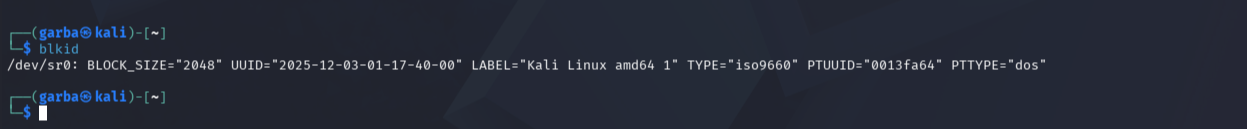 ┌──(garba㉿kali)-[~]
└─$ blkid
/dev/sr0: BLOCK_SIZE="2048" UUID="2025-12-03-01-17-40-00" LABEL="Kali Linux amd64 1" TYPE="iso9660" PTUUID="0013fa64" PTTYPE="dos"
┌──(garba㉿kali)-[~]
└─$